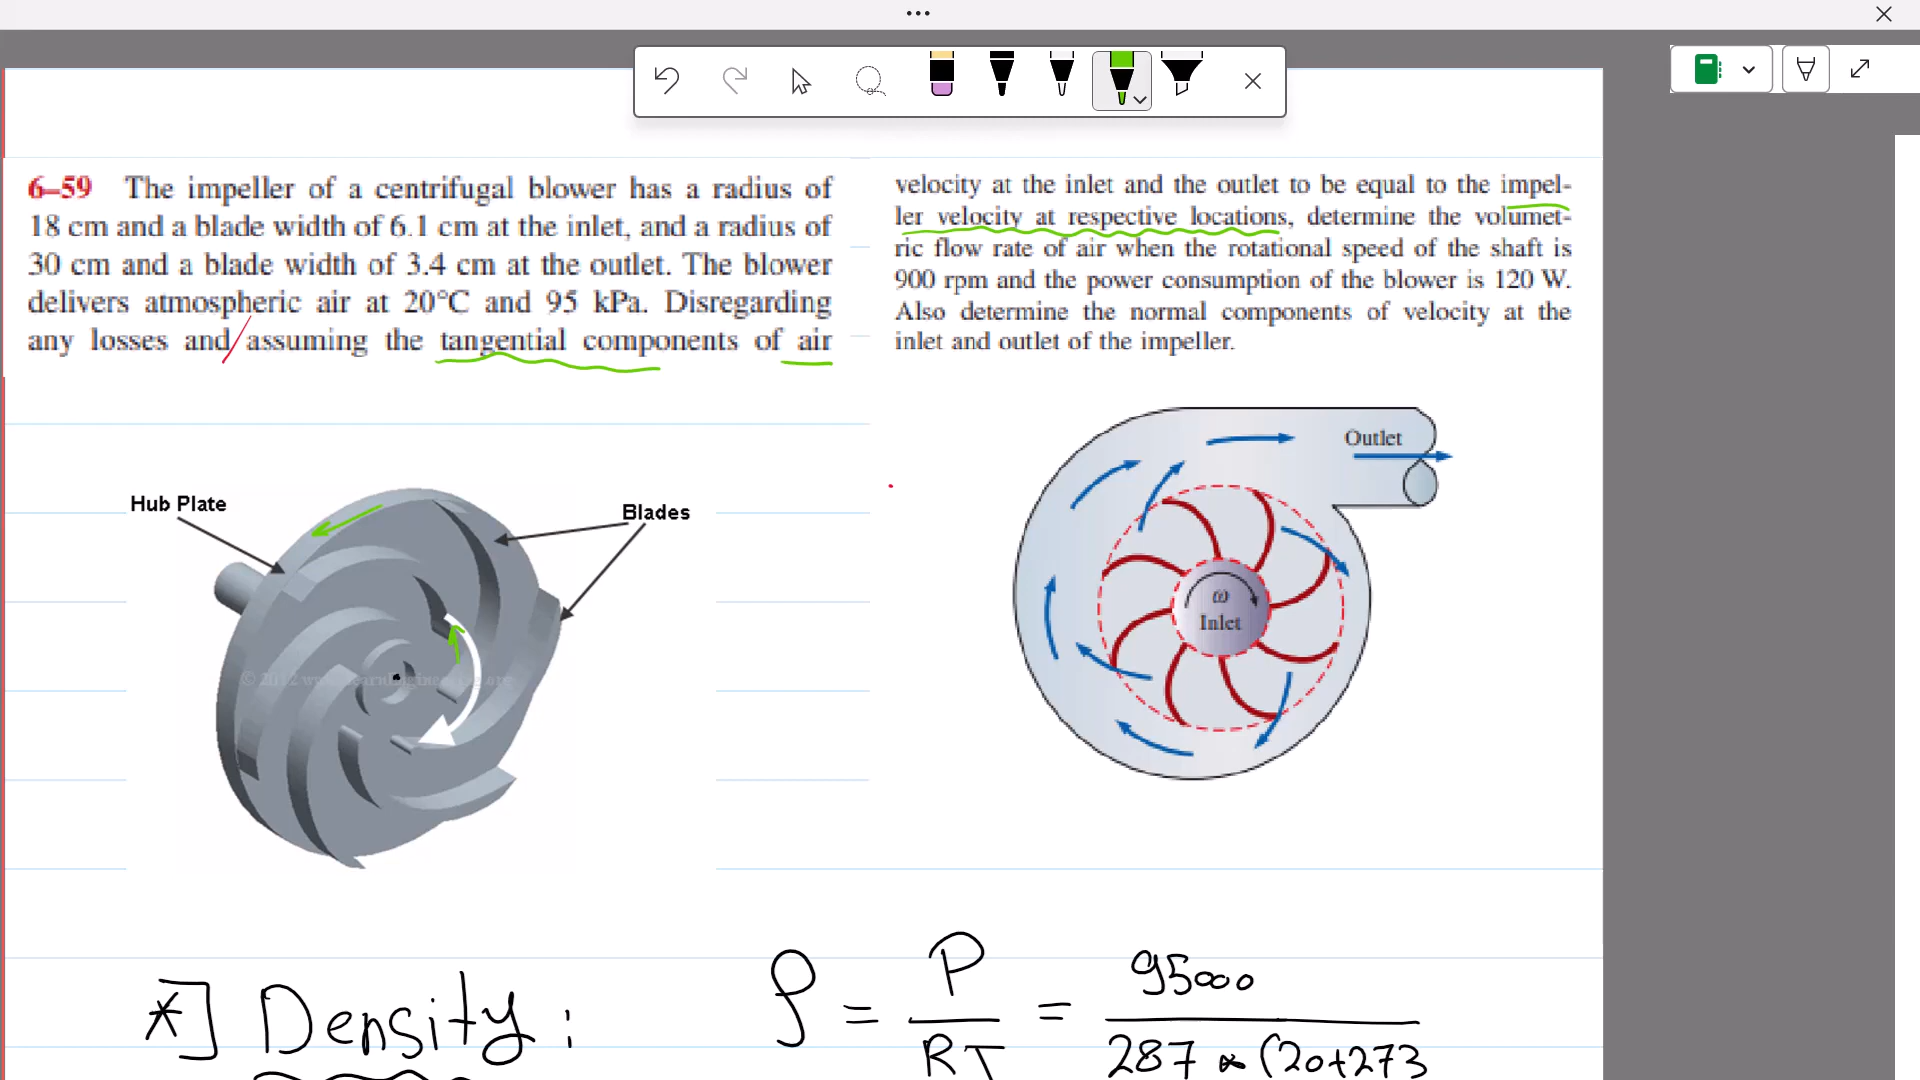 6–59 The impeller of a centrifugal blower has a radius of
18 cm and a blade width of 6.1 cm at the inlet, and a radius of
30 cm and a blade width of 3.4 cm at the outlet. The blower
delivers atmospheric air at 20°C and 95 kPa. Disregarding
any losses and assuming the tangential components of air
velocity at the inlet and the outlet to be equal to the impel-
ler velocity at respective locations, determine the volumet-
ric flow rate of air when the rotational speed of the shaft is
900 rpm and the power consumption of the blower is 120 W.
Also determine the normal components of velocity at the
inlet and outlet of the impeller.
Hub Plate
Blades
Outlet
ω
Inlet
*] Density :
ρ = P / RT = 95000 / 287 * (20+273